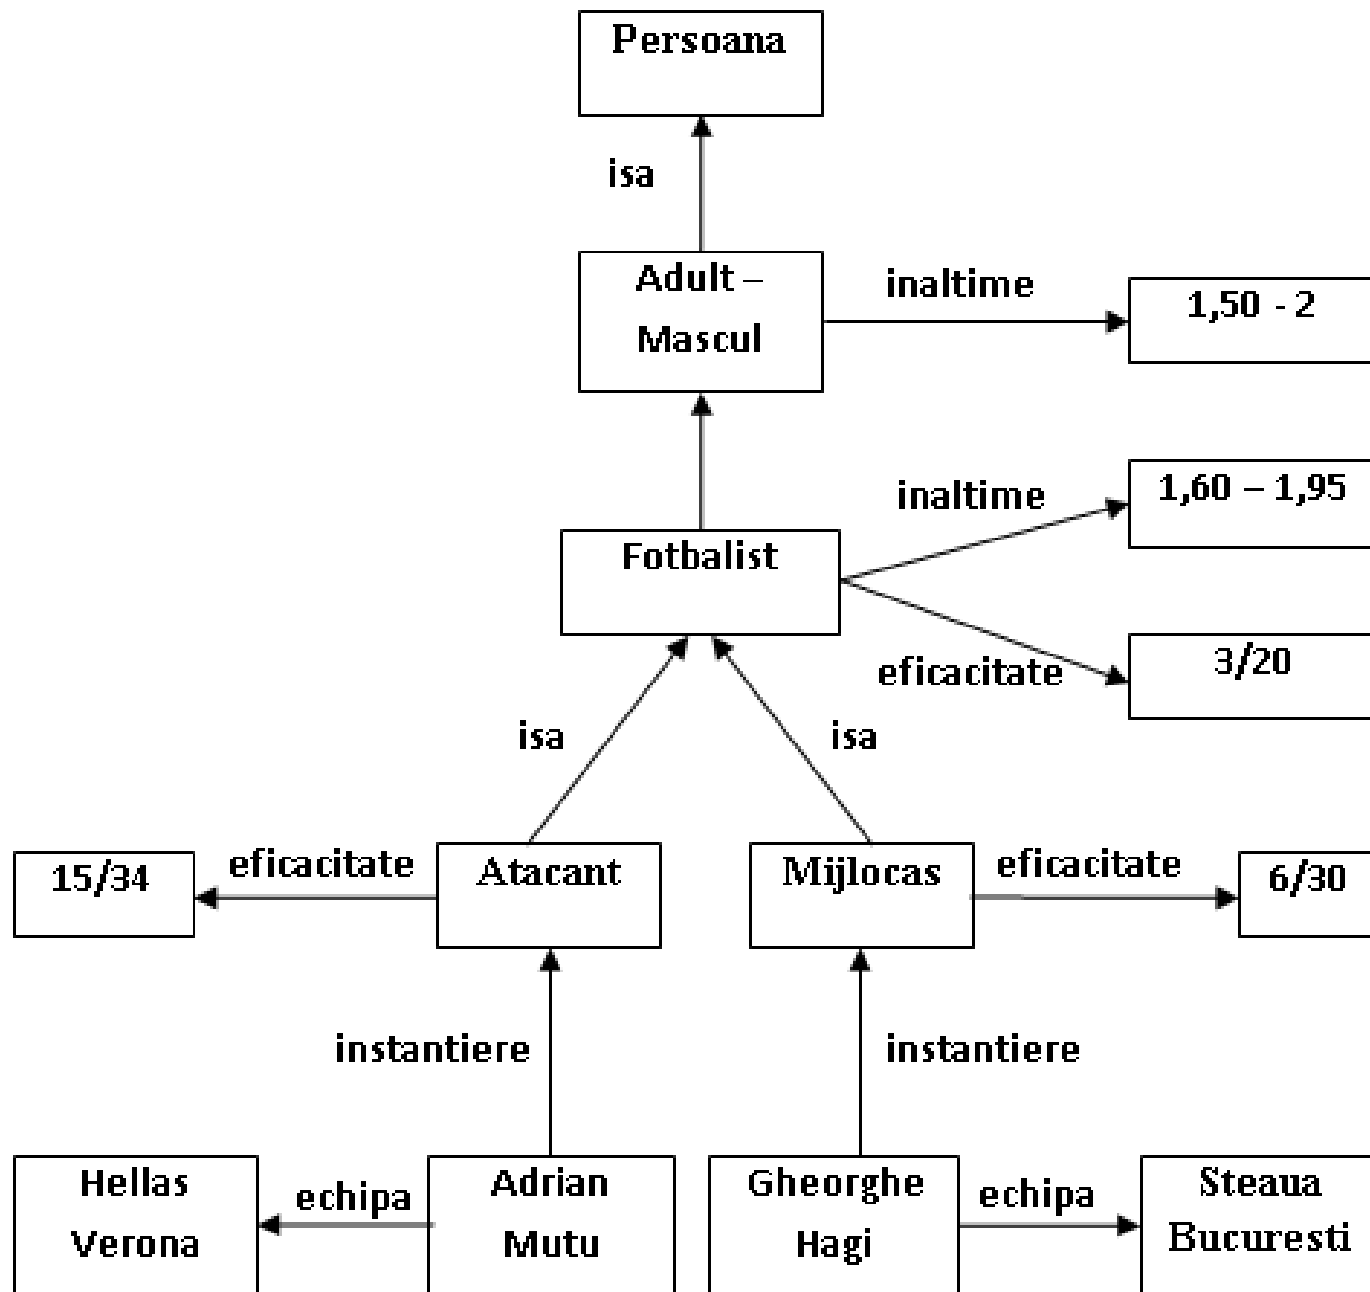 Persoana
isa
Adult –
Mascul
inaltime
1,50 - 2
inaltime
1,60 – 1,95
Fotbalist
eficacitate
3/20
isa
isa
15/34
eficacitate
Atacant
Mijlocas
eficacitate
6/30
instantiere
instantiere
Hellas
Verona
echipa
Adrian
Mutu
Gheorghe
Hagi
echipa
Steaua
Bucuresti